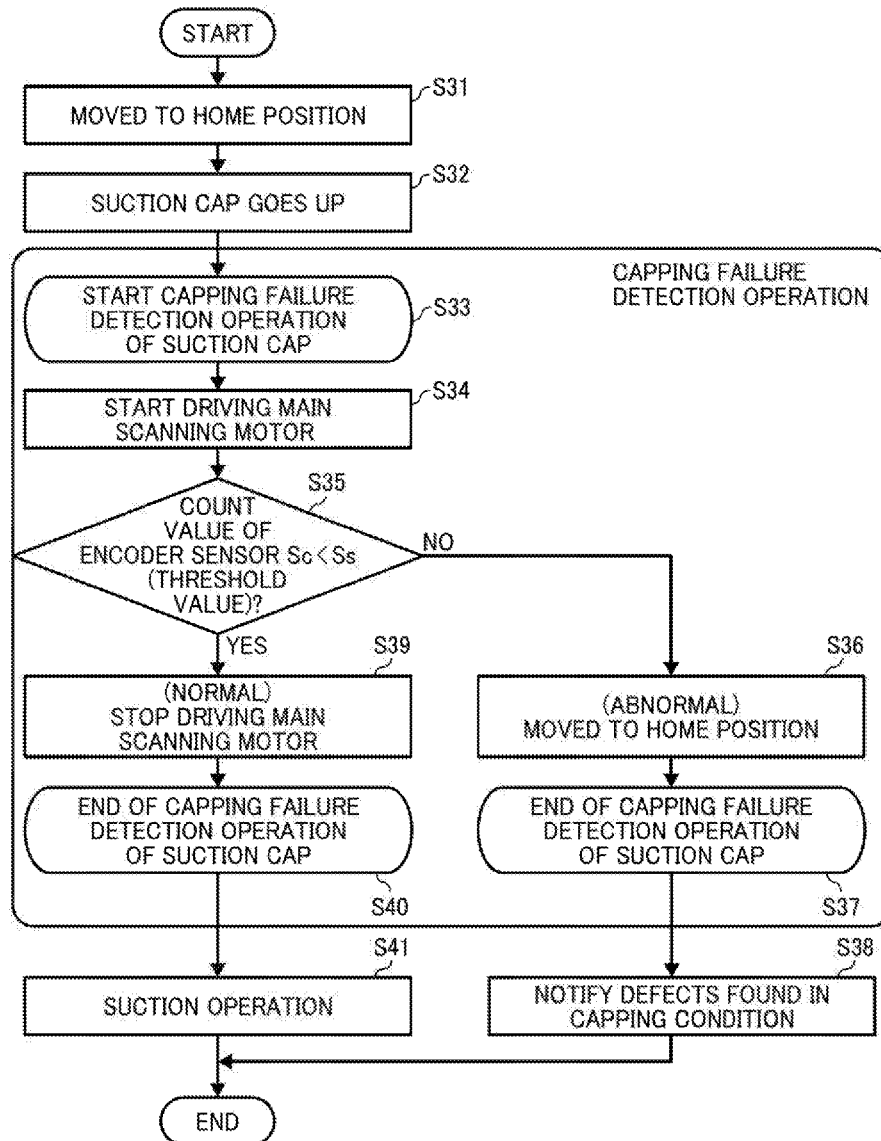 START
S31
MOVED TO HOME POSITION
S32
SUCTION CAP GOES UP
CAPPING FAILURE
DETECTION OPERATION
START CAPPING FAILURE
DETECTION OPERATION
OF SUCTION CAP
S33
S34
START DRIVING MAIN
SCANNING MOTOR
S35
COUNT
VALUE OF
ENCODER SENSOR Sc<Ss
(THRESHOLD
VALUE)?
NO
YES
S39
(NORMAL)
STOP DRIVING MAIN
SCANNING MOTOR
S36
(ABNORMAL)
MOVED TO HOME POSITION
END OF CAPPING FAILURE
DETECTION OPERATION
OF SUCTION CAP
S40
END OF CAPPING FAILURE
DETECTION OPERATION
OF SUCTION CAP
S37
S41
SUCTION OPERATION
S38
NOTIFY DEFECTS FOUND IN
CAPPING CONDITION
END